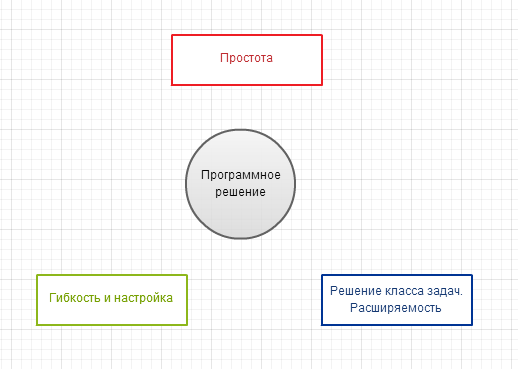 Простота
Программное
решение
Гибкость и настройка
Решение класса задач.
Расширяемость